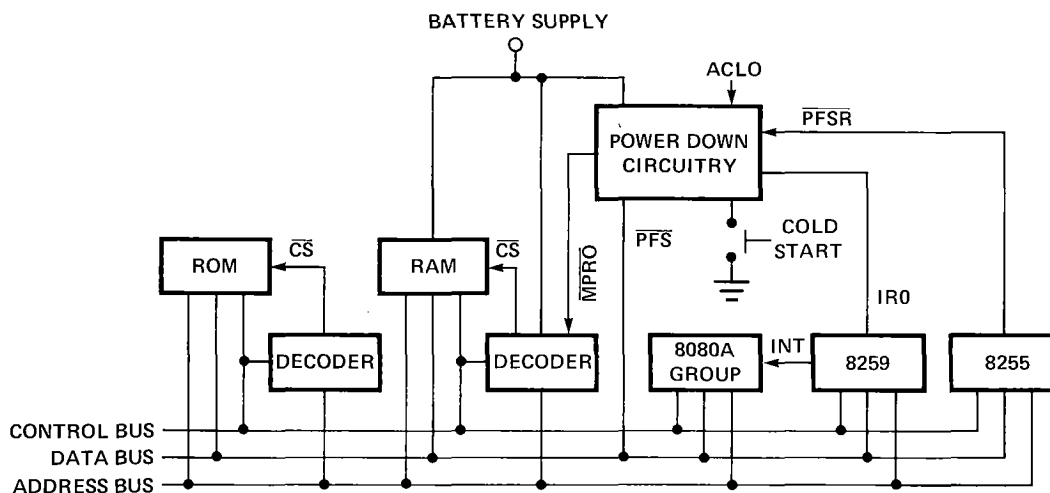 BATTERY SUPPLY
ACLO
PFSR
POWER DOWN
CIRCUITRY
COLD
START
PFS
MPRO
CS
CS
ROM
RAM
IR0
DECODER
DECODER
8080A
GROUP
INT
8259
8255
CONTROL BUS
DATA BUS
ADDRESS BUS